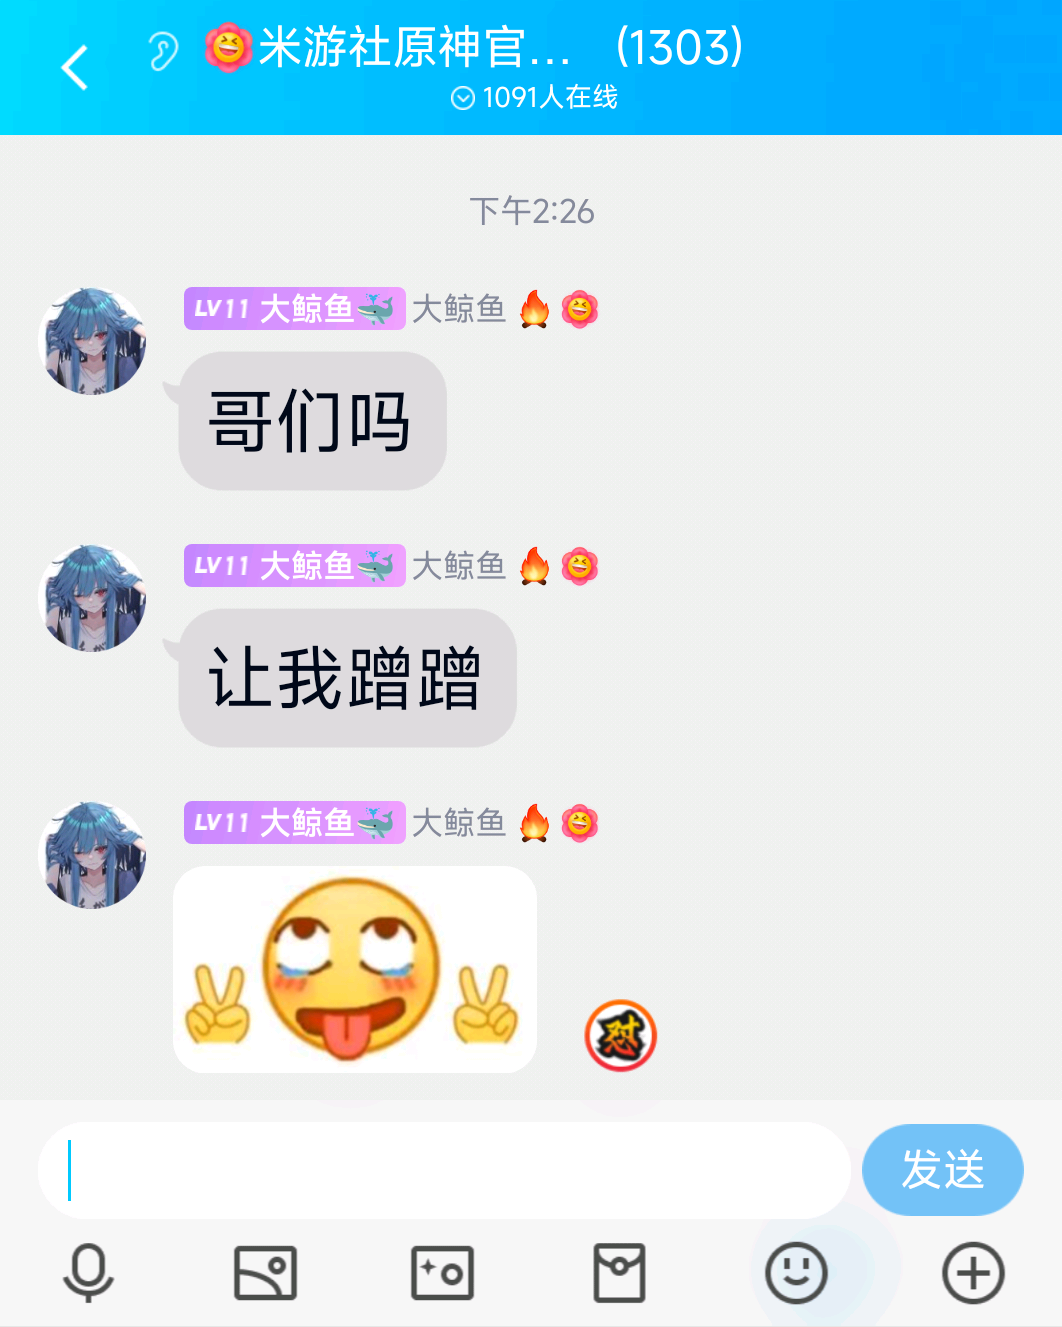 米游社原神官... (1303)
1091人在线
下午2:26
LV11 大鲸鱼🐳 大鲸鱼🔥
哥们吗
LV11 大鲸鱼🐳 大鲸鱼🔥
让我蹭蹭
LV11 大鲸鱼🐳 大鲸鱼🔥
怼
发送